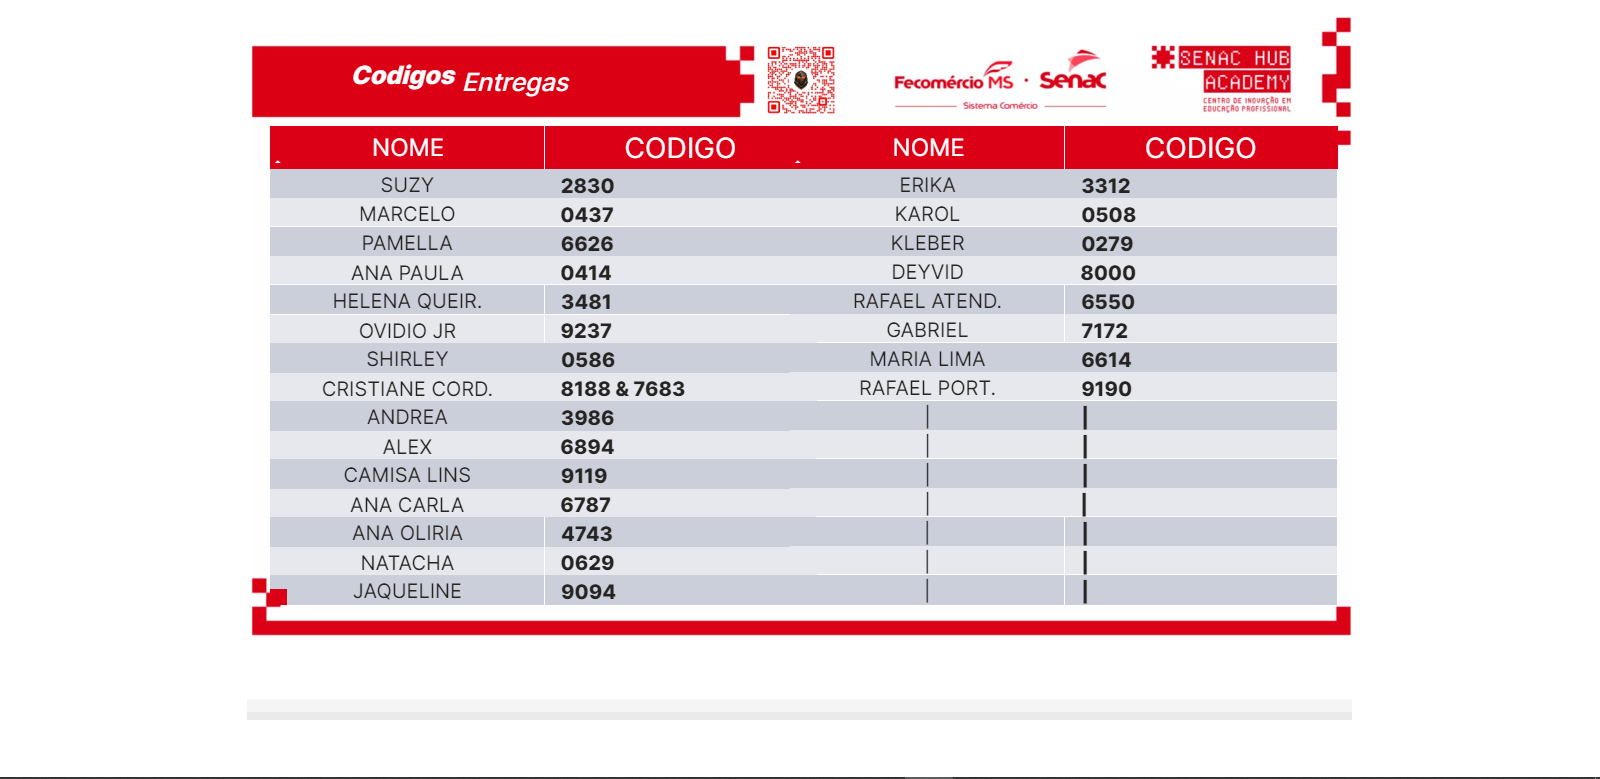 Codigos Entregas
Fecomércio MS · Senac
Sistema Comércio
SENAC HUB
ACADEMY
CENTRO DE INOVAÇÃO EM
EDUCAÇÃO PROFISSIONAL
NOME CODIGO NOME CODIGO
SUZY 2830 ERIKA 3312
MARCELO 0437 KAROL 0508
PAMELLA 6626 KLEBER 0279
ANA PAULA 0414 DEYVID 8000
HELENA QUEIR. 3481 RAFAEL ATEND. 6550
OVIDIO JR 9237 GABRIEL 7172
SHIRLEY 0586 MARIA LIMA 6614
CRISTIANE CORD. 8188 & 7683 RAFAEL PORT. 9190
ANDREA 3986 | |
ALEX 6894 | |
CAMISA LINS 9119 | |
ANA CARLA 6787 | |
ANA OLIRIA 4743 | |
NATACHA 0629 | |
JAQUELINE 9094 | |